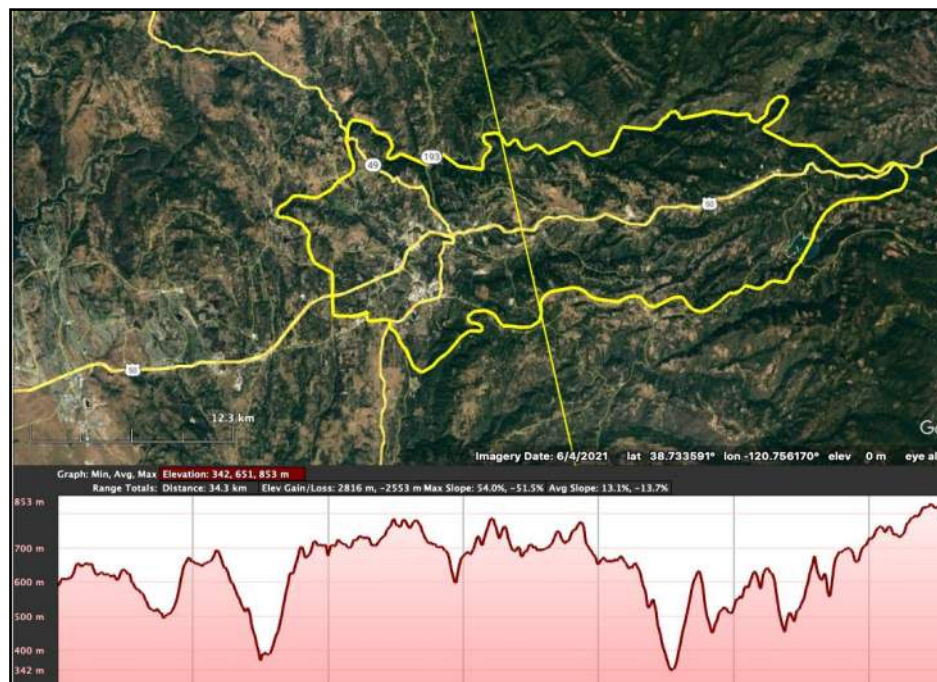 193
49
50
50
12.3 km
Go
Imagery Date: 6/4/2021 lat 38.733591° lon -120.756170° elev 0 m eye al
Graph: Min, Avg, Max Elevation: 342, 651, 853 m
Range Totals: Distance: 34.3 km Elev Gain/Loss: 2816 m, -2553 m Max Slope: 54.0%, -51.5% Avg Slope: 13.1%, -13.7%
853 m
700 m
600 m
500 m
400 m
342 m